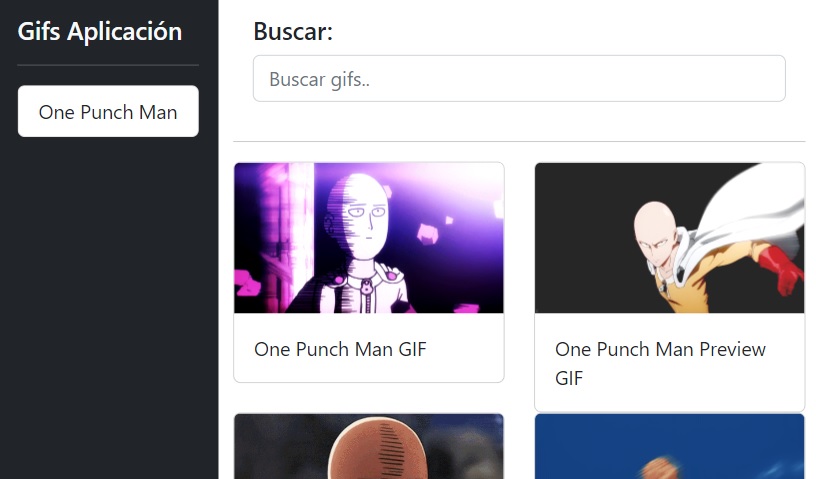 Gifs Aplicación
One Punch Man
Buscar:
Buscar gifs..
One Punch Man GIF
One Punch Man Preview
GIF